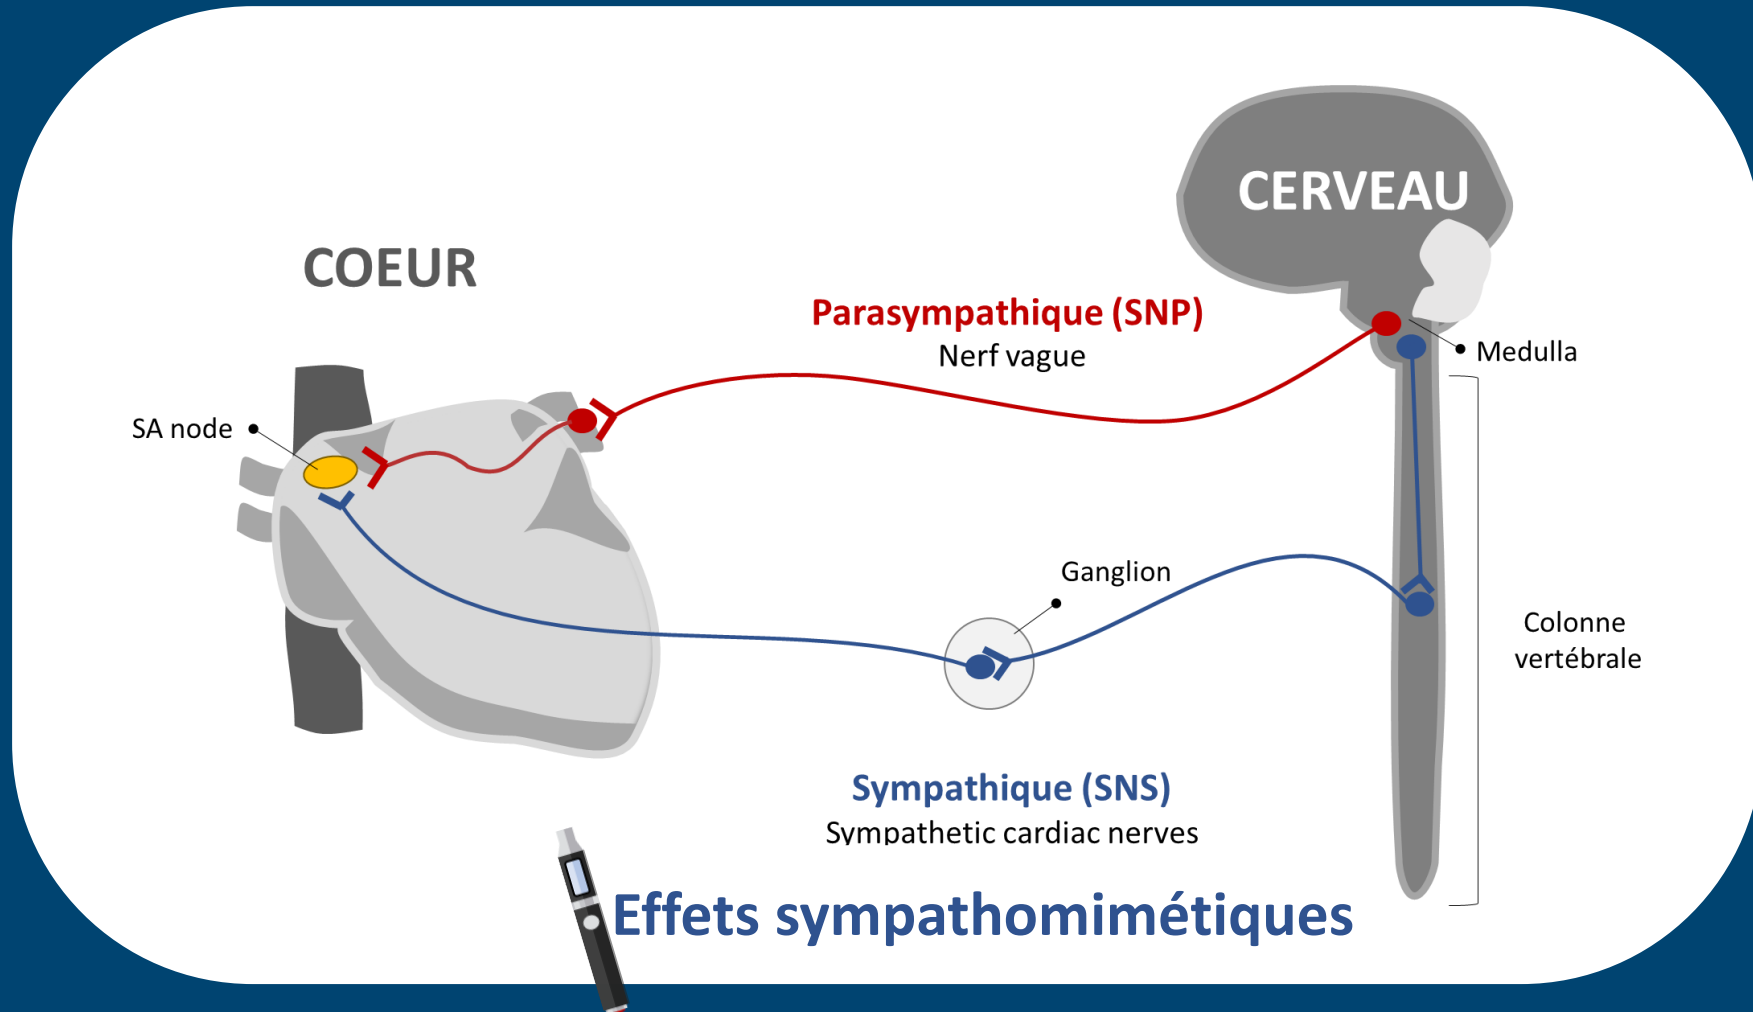 CERVEAU
COEUR
Parasympathique (SNP)
Nerf vague
Medulla
SA node
Ganglion
Colonne
vertébrale
Sympathique (SNS)
Sympathetic cardiac nerves
Effets sympathomimétiques